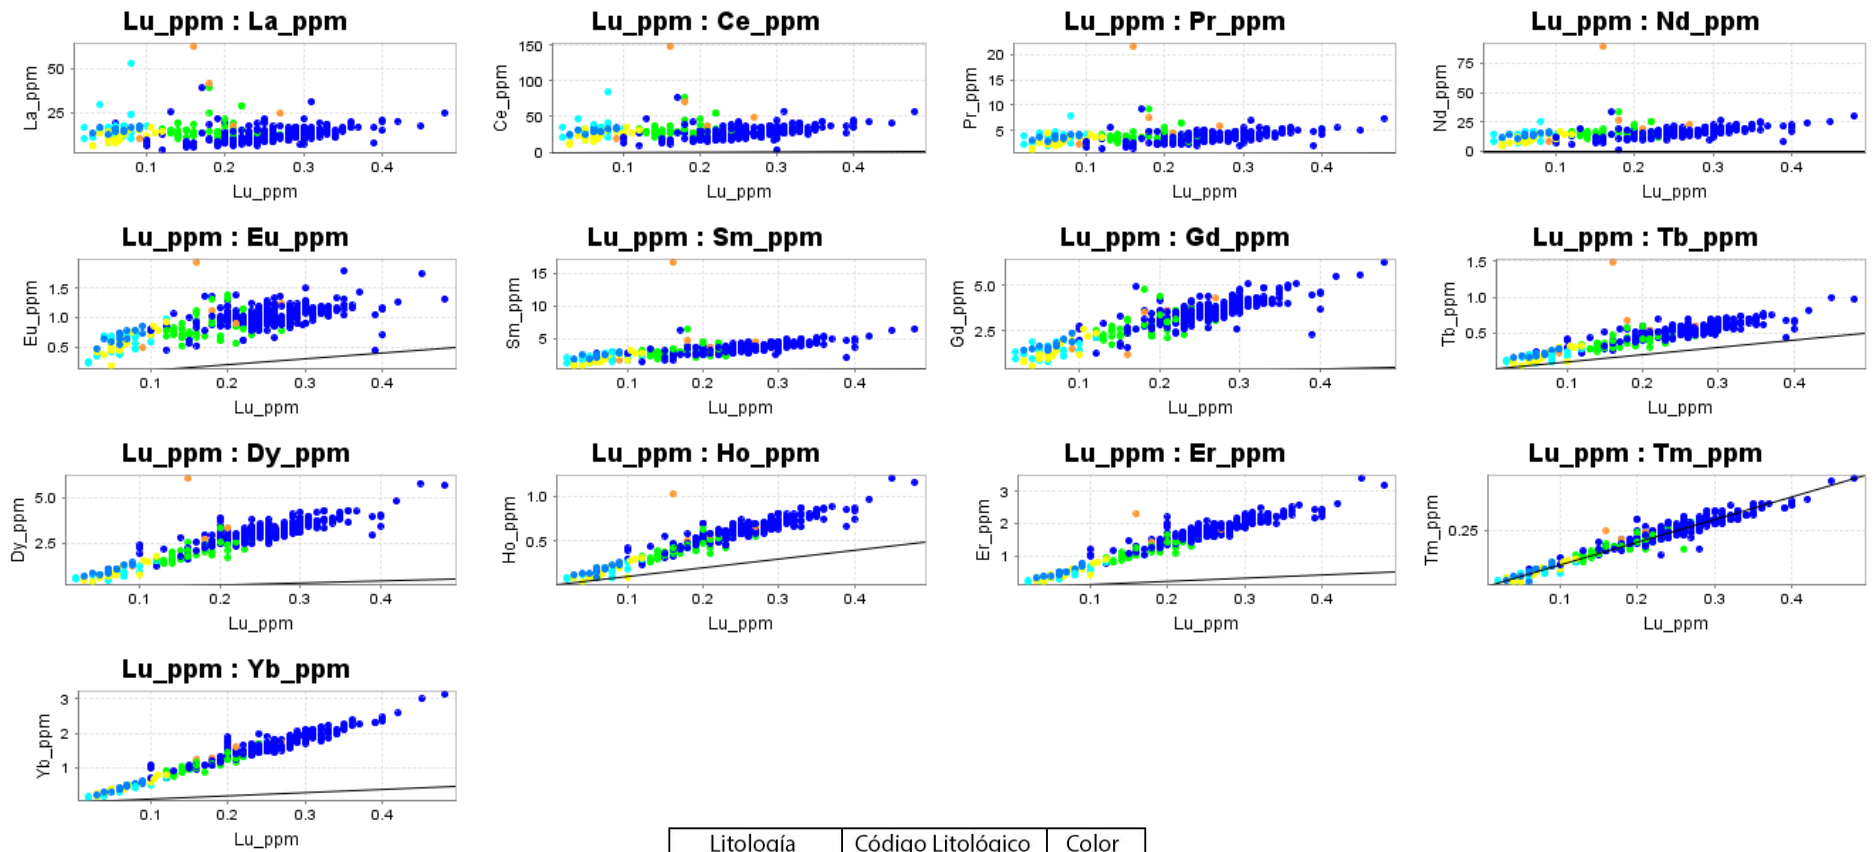 Lu_ppm : La_ppm
Lu_ppm : Ce_ppm
Lu_ppm : Pr_ppm
Lu_ppm : Nd_ppm
La_ppm
50
25
0.1 0.2 0.3 0.4
Lu_ppm
Ce_ppm
150
100
50
0
0.1 0.2 0.3 0.4
Lu_ppm
Pr_ppm
20
15
10
5
0.1 0.2 0.3 0.4
Lu_ppm
Nd_ppm
75
50
25
0
0.1 0.2 0.3 0.4
Lu_ppm
Lu_ppm : Eu_ppm
Lu_ppm : Sm_ppm
Lu_ppm : Gd_ppm
Lu_ppm : Tb_ppm
Eu_ppm
1.5
1.0
0.5
0.1 0.2 0.3 0.4
Lu_ppm
Sm_ppm
15
10
5
0.1 0.2 0.3 0.4
Lu_ppm
Gd_ppm
5.0
2.5
0.1 0.2 0.3 0.4
Lu_ppm
Tb_ppm
1.5
1.0
0.5
0.1 0.2 0.3 0.4
Lu_ppm
Lu_ppm : Dy_ppm
Lu_ppm : Ho_ppm
Lu_ppm : Er_ppm
Lu_ppm : Tm_ppm
Dy_ppm
5.0
2.5
0.1 0.2 0.3 0.4
Lu_ppm
Ho_ppm
1.0
0.5
0.1 0.2 0.3 0.4
Lu_ppm
Er_ppm
3
2
1
0.1 0.2 0.3 0.4
Lu_ppm
Tm_ppm
0.25
0.1 0.2 0.3 0.4
Lu_ppm
Lu_ppm : Yb_ppm
Yb_ppm
3
2
1
0.1 0.2 0.3 0.4
Lu_ppm
Litología Código Litológico Color